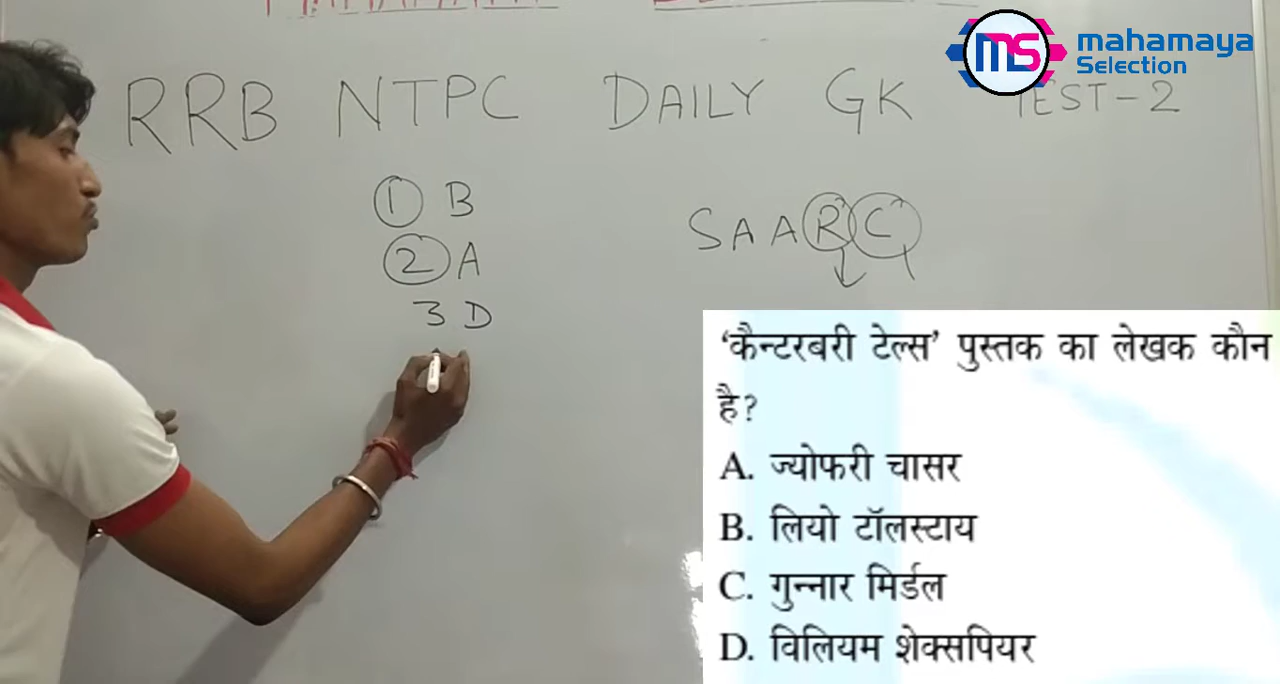 mahamaya
Selection
RRB NTPC DAILY GK TEST-2
1 B
2 A
3 D
SAARC
‘कैन्टरबरी टेल्स’ पुस्तक का लेखक कौन
है?
A. ज्योफरी चासर
B. लियो टॉलस्टाय
C. गुन्नार मिर्डल
D. विलियम शेक्सपियर